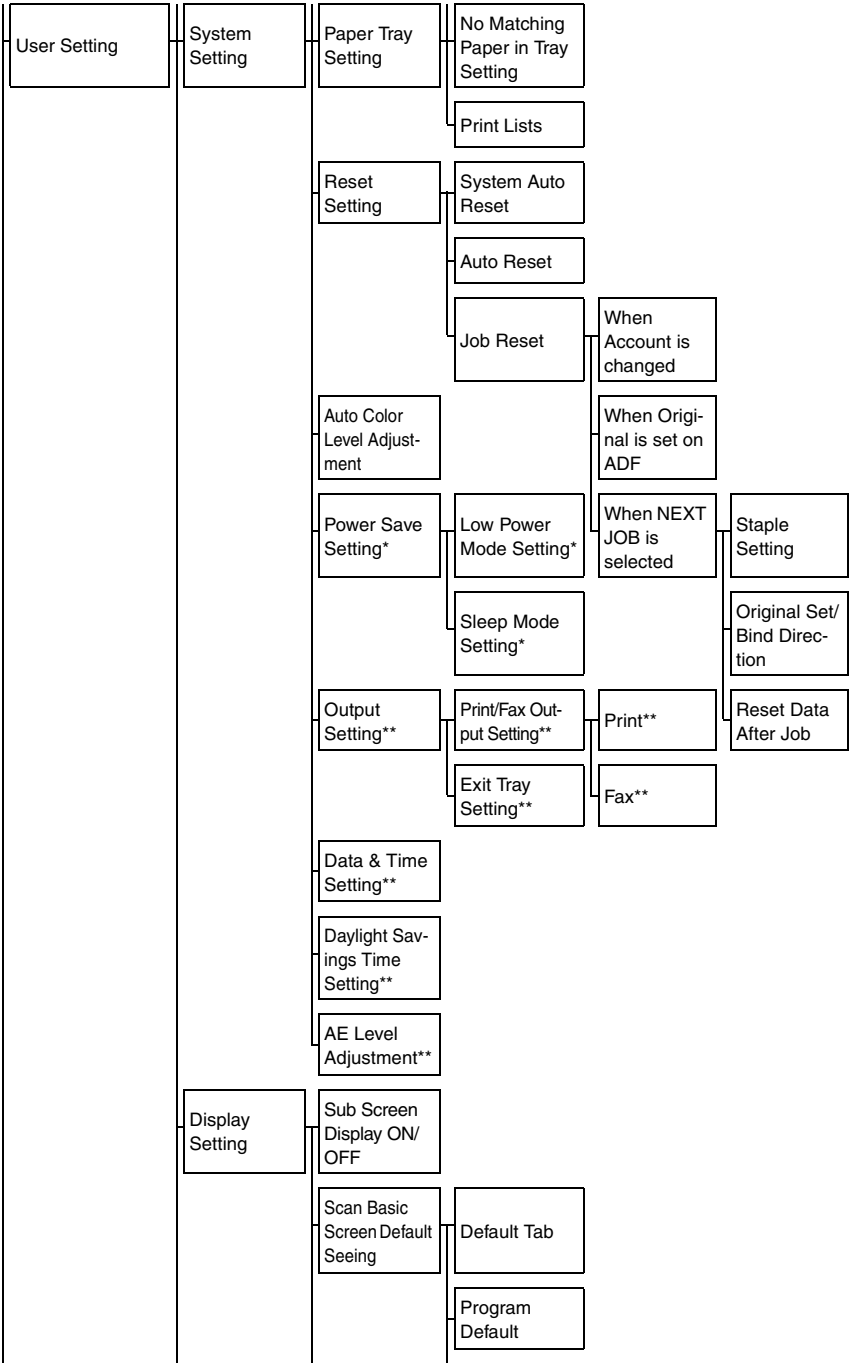 User Setting
System
Setting
Paper Tray
Setting
No Matching
Paper in Tray
Setting
Print Lists
Reset
Setting
System Auto
Reset
Auto Reset
Job Reset
When
Account is
changed
Auto Color
Level Adjust-
ment
When Origi-
nal is set on
ADF
Power Save
Setting*
Low Power
Mode Setting*
When NEXT
JOB is
selected
Staple
Setting
Sleep Mode
Setting*
Original Set/
Bind Direc-
tion
Output
Setting**
Print/Fax Out-
put Setting**
Print**
Reset Data
After Job
Exit Tray
Setting**
Fax**
Data & Time
Setting**
Daylight Sav-
ings Time
Setting**
AE Level
Adjustment**
Display
Setting
Sub Screen
Display ON/
OFF
Scan Basic
Screen Default
Seeing
Default Tab
Program
Default